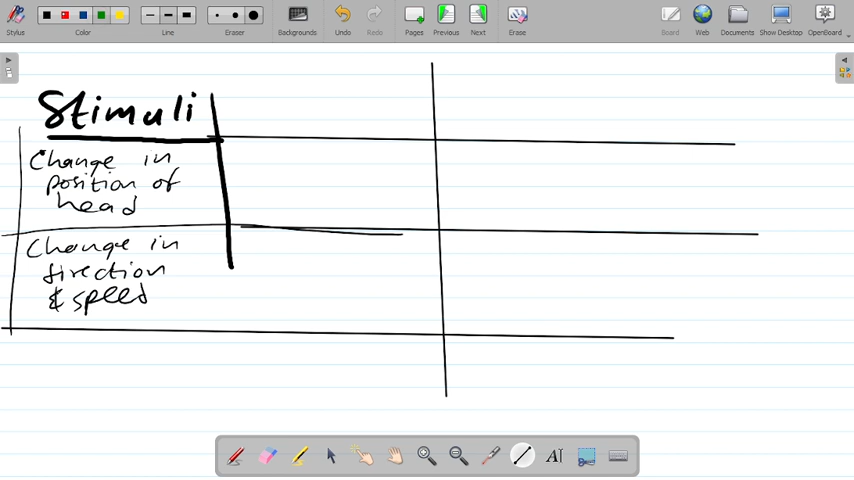 Stylus
Color
Line
Eraser
Backgrounds
Undo
Redo
Pages
Previous
Next
Erase
Board
Web
Documents
Show Desktop
OpenBoard
Stimuli
Change in
position of
head
Change in
direction
& speed